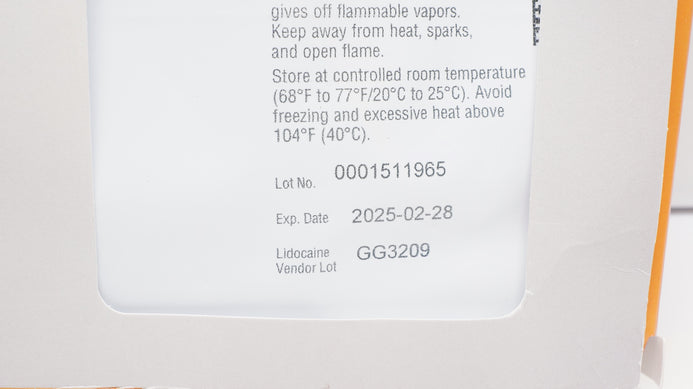 gives off flammable vapors.
Keep away from heat, sparks,
and open flame.
Store at controlled room temperature
(68°F to 77°F/20°C to 25°C). Avoid
freezing and excessive heat above
104°F (40°C).
Lot No. 0001511965
Exp. Date 2025-02-28
Lidocaine GG3209
Vendor Lot